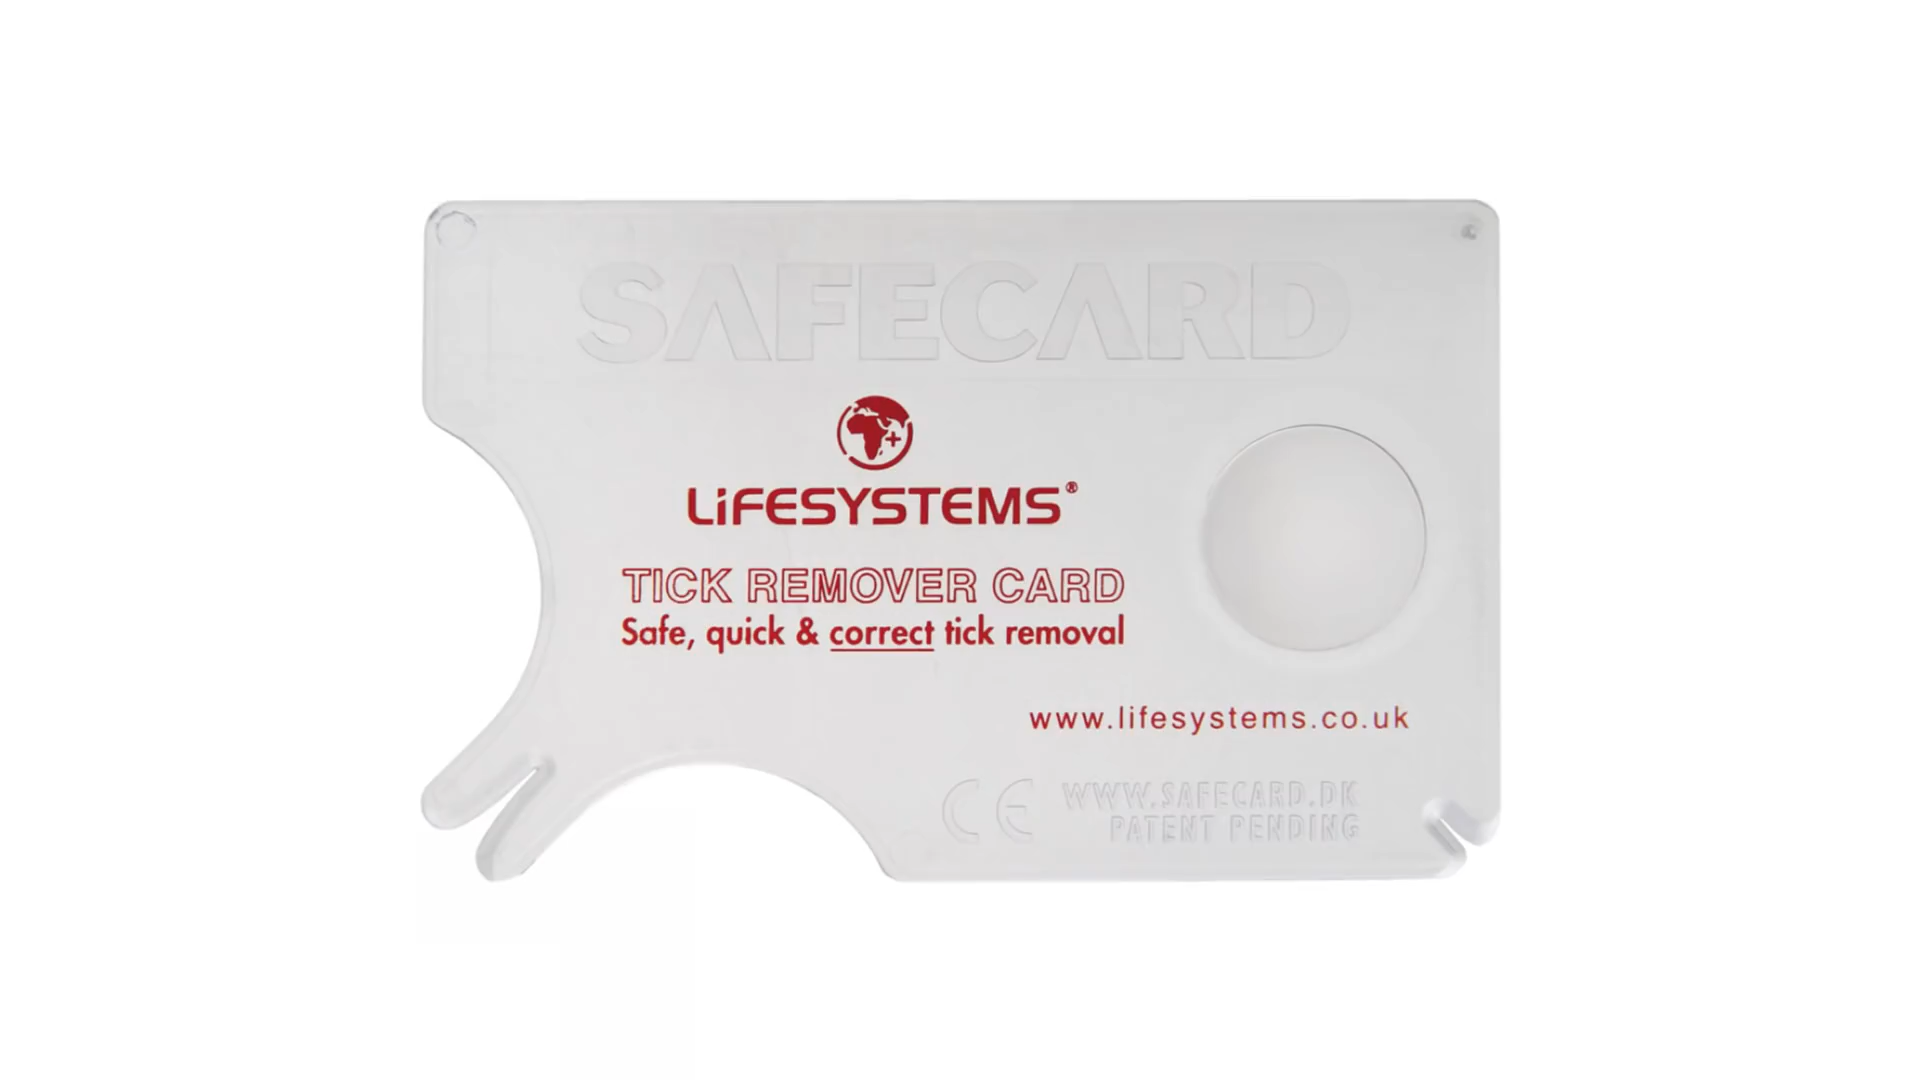 SAFECARD
LiFESYSTEMS®
TICK REMOVER CARD
Safe, quick & correct tick removal
www.lifesystems.co.uk
CE WWW.SAFECARD.DK
PATENT PENDING